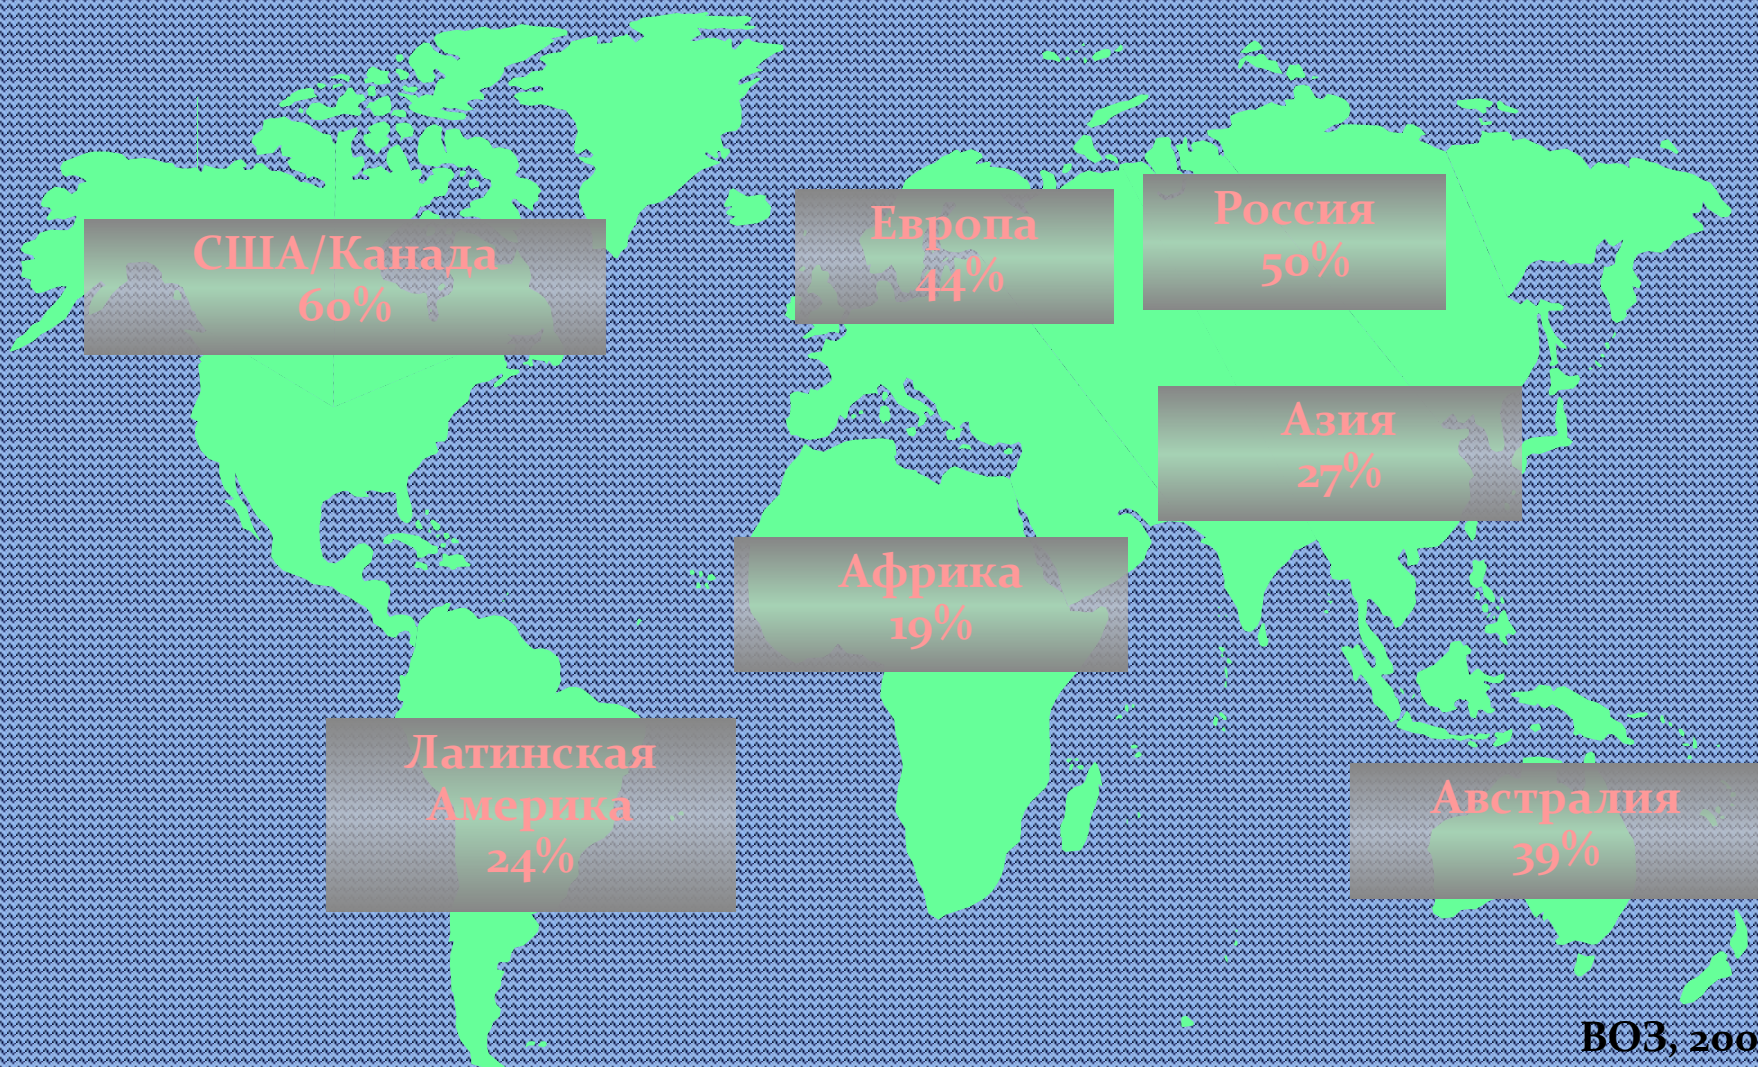 США/Канада
60%
Европа
44%
Россия
50%
Азия
27%
Африка
19%
Латинская
Америка
24%
Австралия
39%
ВОЗ, 200